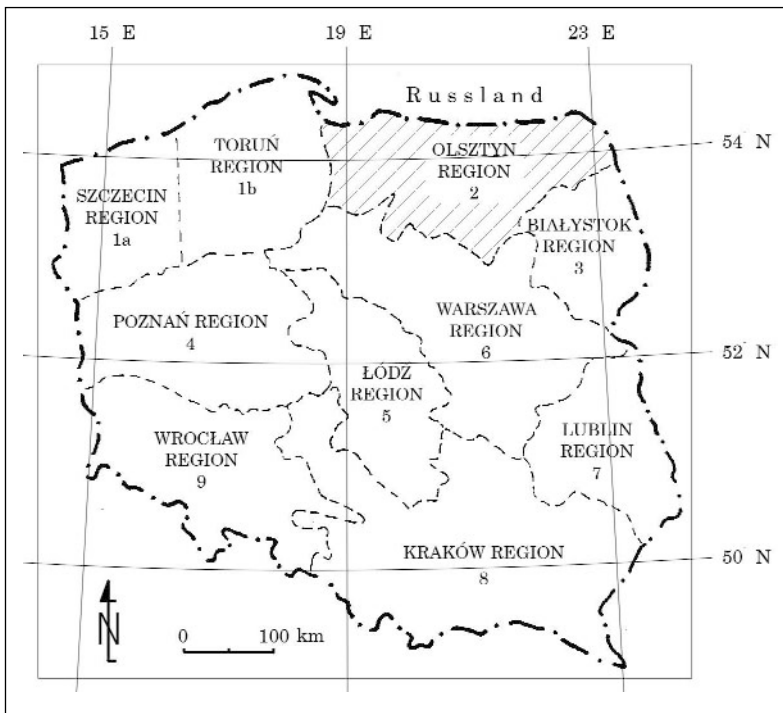 15 E
19 E
23 E
Russland
54° N
TORUŃ
REGION
1b
OLSZTYN
REGION
2
SZCZECIN
REGION
1a
BIAŁYSTOK
REGION
3
POZNAŃ REGION
4
WARSZAWA
REGION
6
52° N
ŁÓDZ
REGION
5
WROCŁAW
REGION
9
LUBLIN
REGION
7
KRAKÓW REGION
8
50° N
N
0 100 km